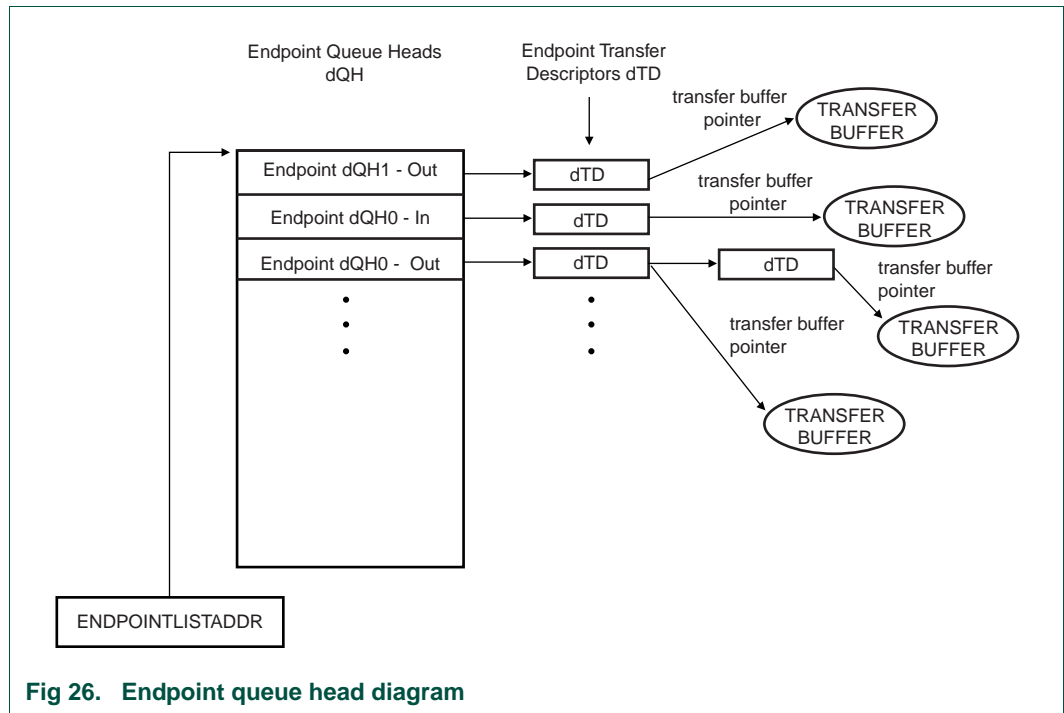 Endpoint Queue Heads
dQH
Endpoint Transfer
Descriptors dTD
transfer buffer
pointer
TRANSFER
BUFFER
Endpoint dQH1 - Out
dTD
transfer buffer
pointer
TRANSFER
BUFFER
Endpoint dQH0 - In
dTD
Endpoint dQH0 - Out
dTD
dTD
transfer buffer
pointer
TRANSFER
BUFFER
transfer buffer
pointer
TRANSFER
BUFFER
ENDPOINTLISTADDR
Fig 26. Endpoint queue head diagram